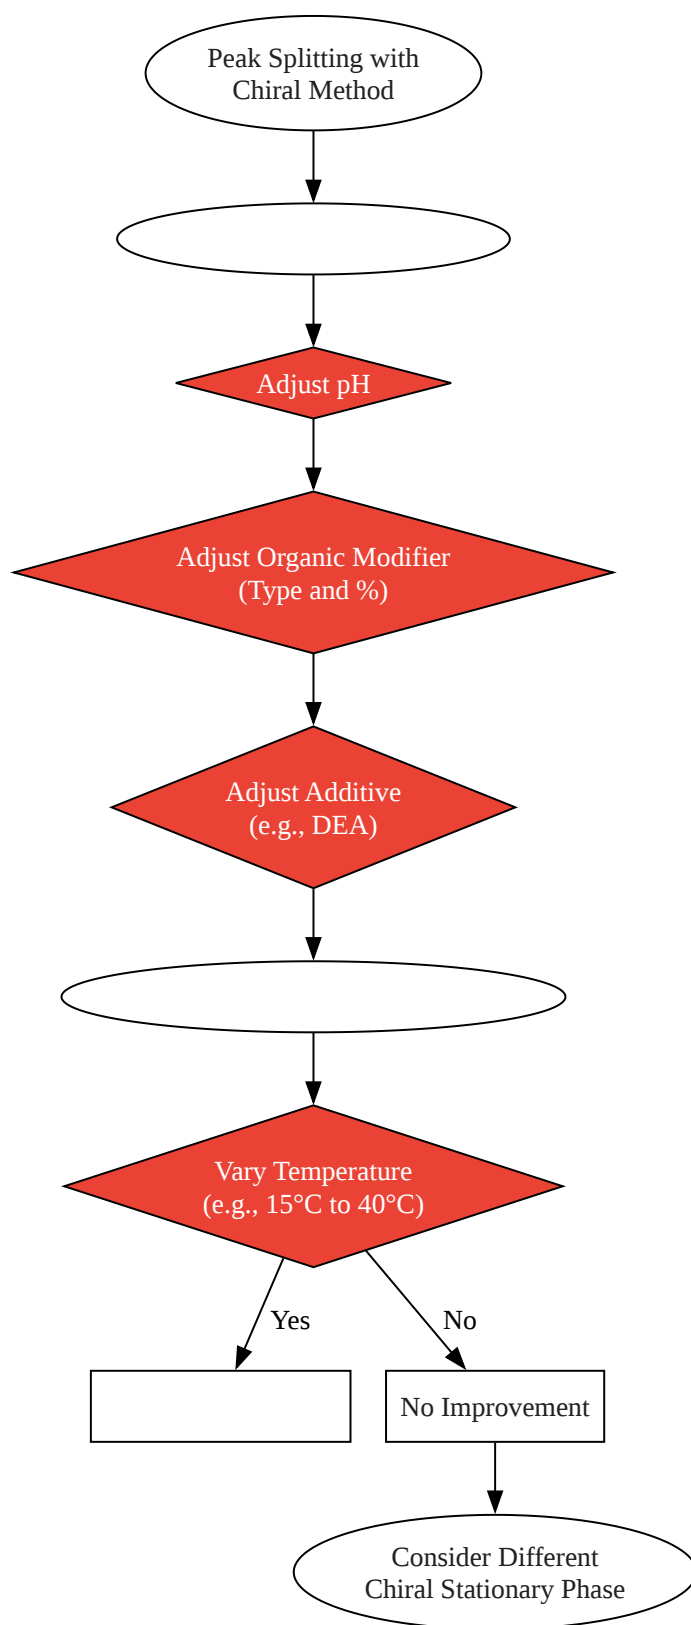 Peak Splitting with
Chiral Method
Adjust pH
Adjust Organic Modifier
(Type and %)
Adjust Additive
(e.g., DEA)
Vary Temperature
(e.g., 15°C to 40°C)
Yes
No
No Improvement
Consider Different
Chiral Stationary Phase